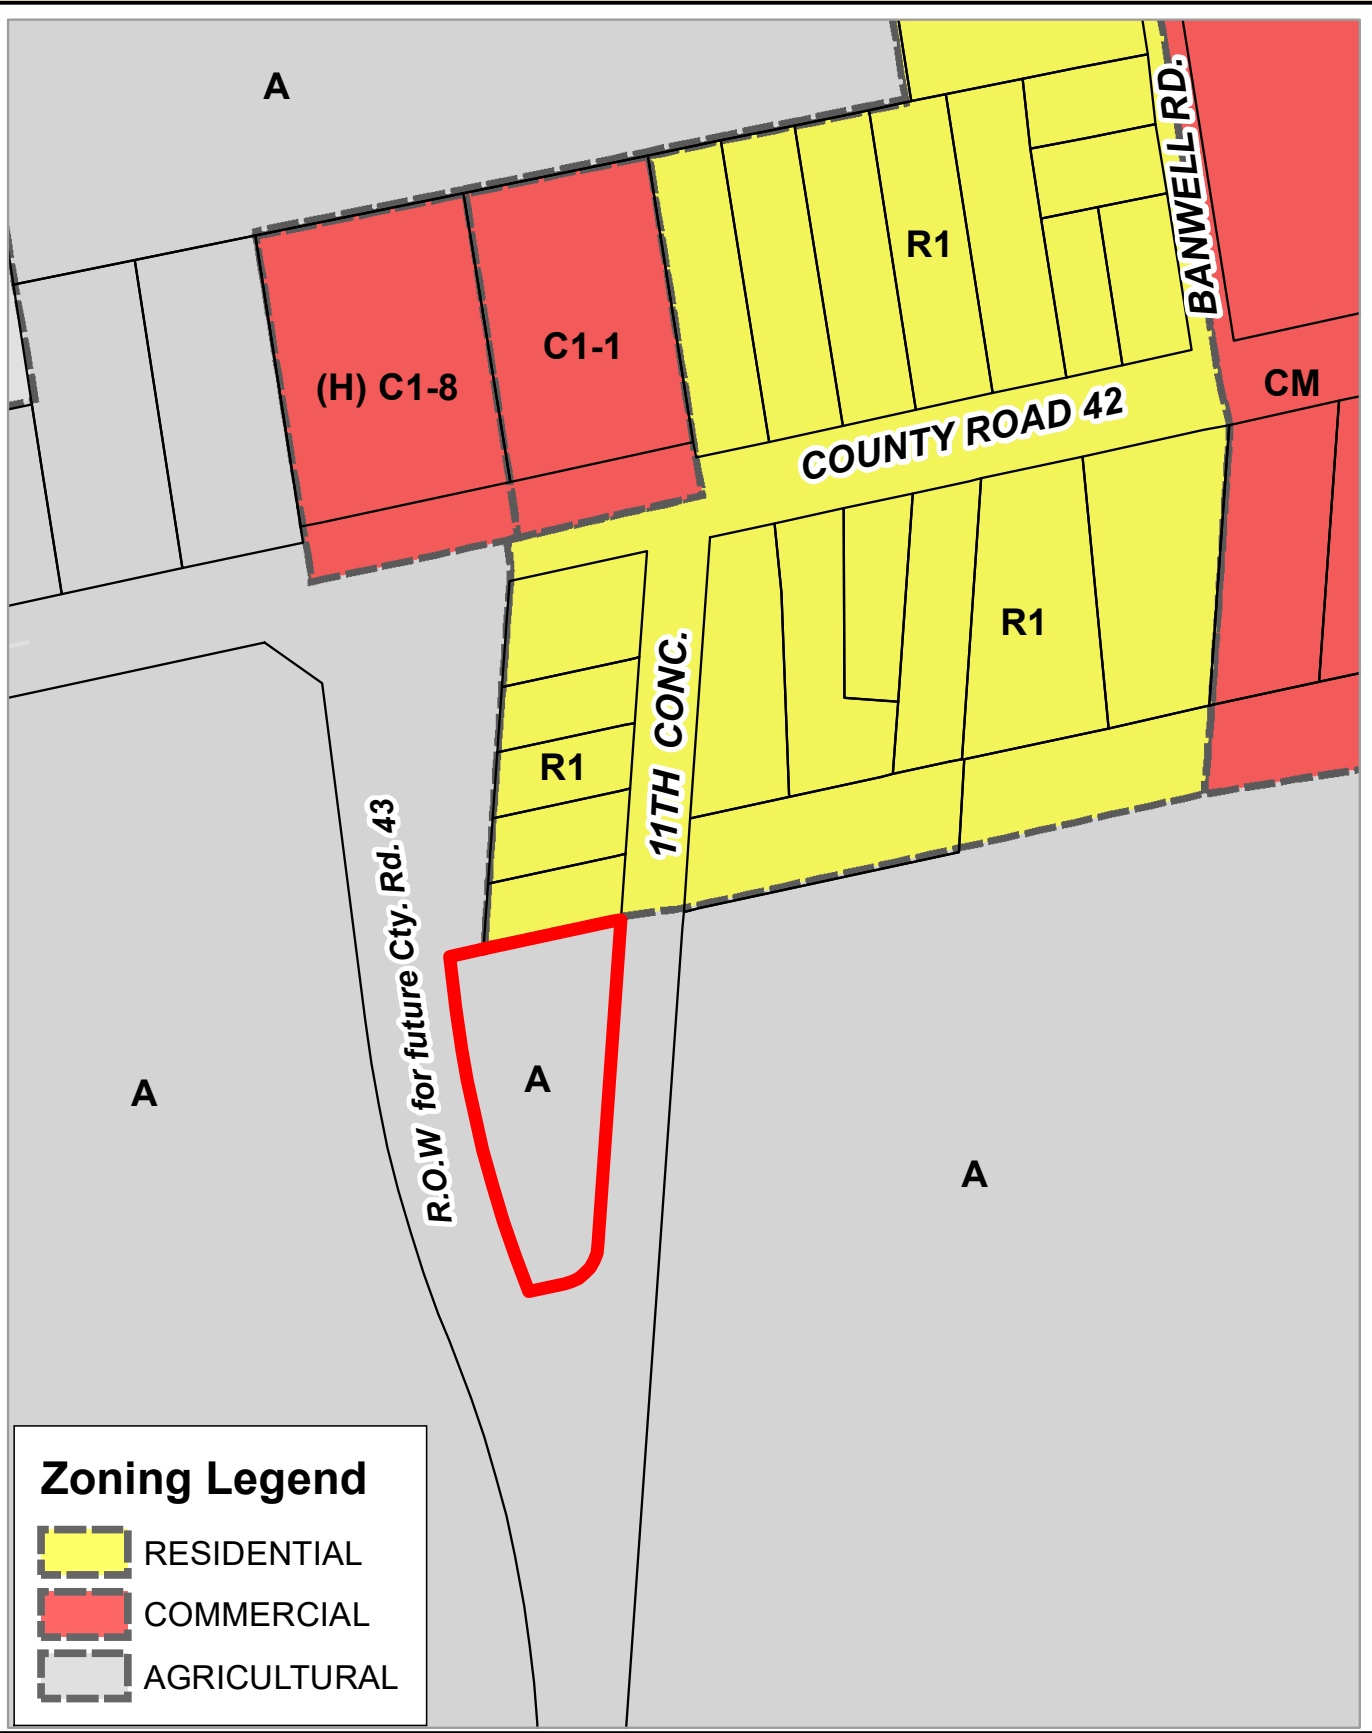 A
BANWELL RD.
R1
C1-1
(H) C1-8
CM
COUNTY ROAD 42
R1
11TH CONC.
R1
R.O.W for future Cty. Rd. 43
A
A
A
Zoning Legend
RESIDENTIAL
COMMERCIAL
AGRICULTURAL